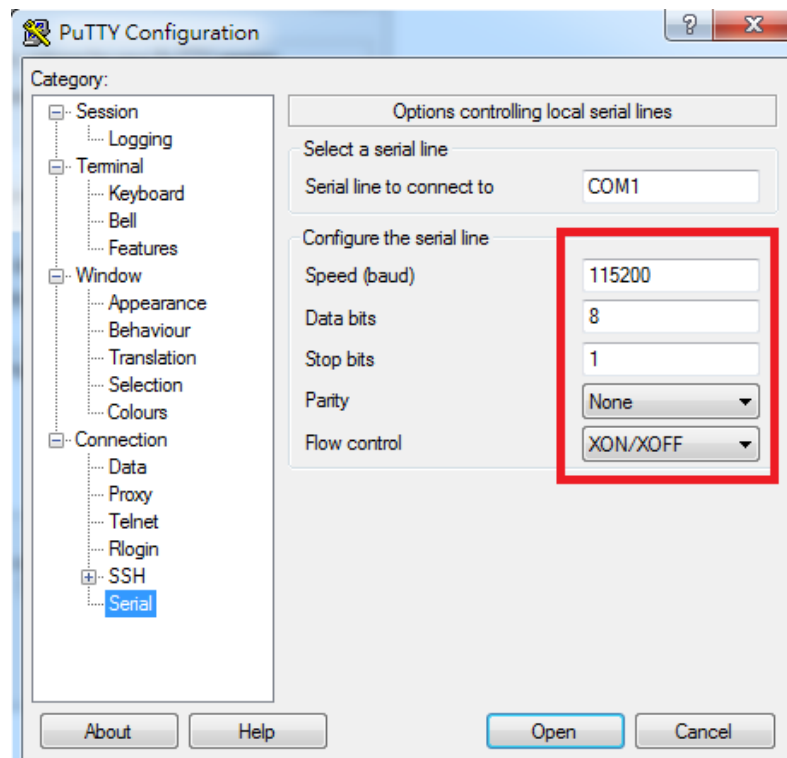 PuTTY Configuration
Category:
Session
Logging
Terminal
Keyboard
Bell
Features
Window
Appearance
Behaviour
Translation
Selection
Colours
Connection
Data
Proxy
Telnet
Rlogin
SSH
Serial
Options controlling local serial lines
Select a serial line
Serial line to connect to COM1
Configure the serial line
Speed (baud) 115200
Data bits 8
Stop bits 1
Parity None
Flow control XON/XOFF
About Help Open Cancel